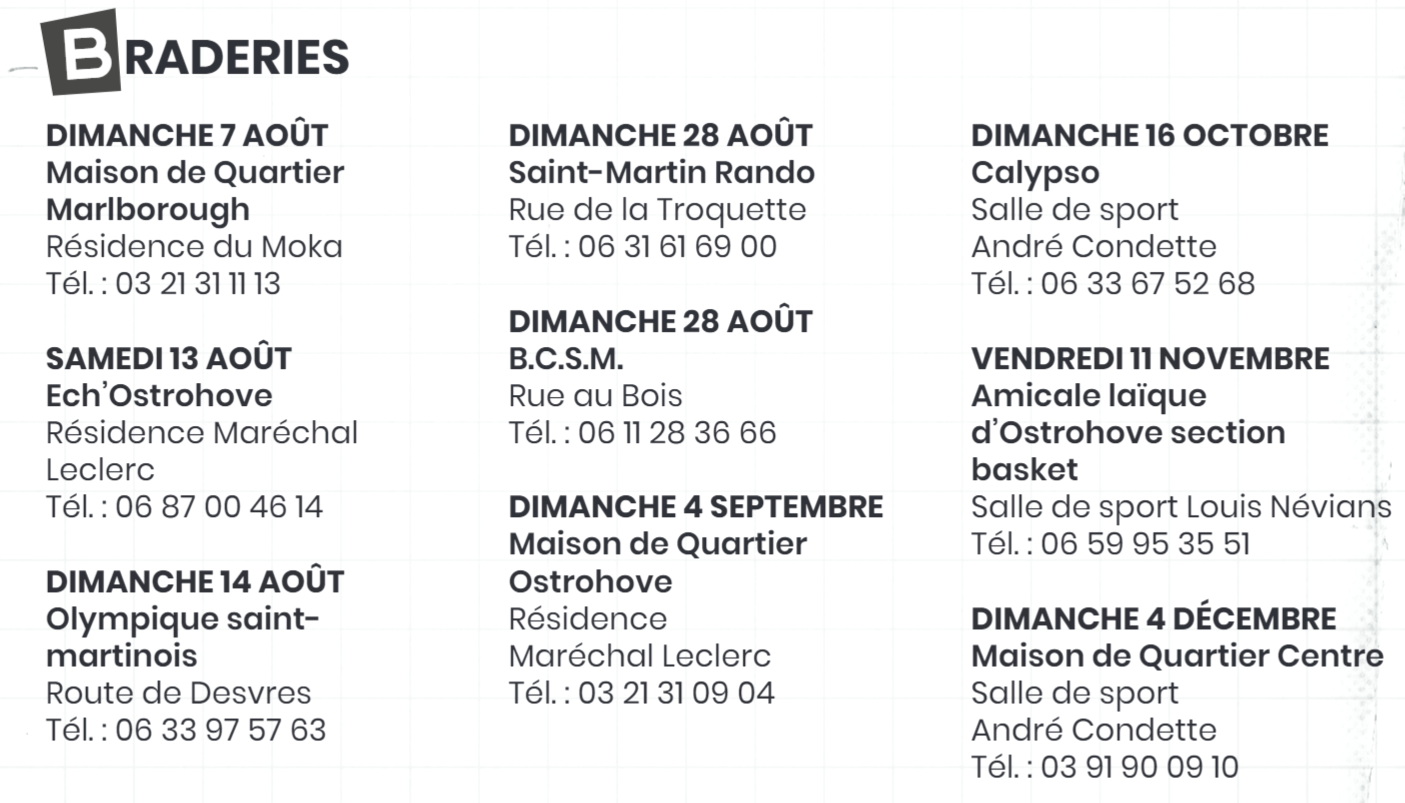 BRADERIES
DIMANCHE 7 AOÛT
Maison de Quartier
Marlborough
Résidence du Moka
Tél. : 03 21 31 11 13
SAMEDI 13 AOÛT
Ech’Ostrohove
Résidence Maréchal
Leclerc
Tél. : 06 87 00 46 14
DIMANCHE 14 AOÛT
Olympique saint-
martinois
Route de Desvres
Tél. : 06 33 97 57 63
DIMANCHE 28 AOÛT
Saint-Martin Rando
Rue de la Troquette
Tél. : 06 31 61 69 00
DIMANCHE 28 AOÛT
B.C.S.M.
Rue au Bois
Tél. : 06 11 28 36 66
DIMANCHE 4 SEPTEMBRE
Maison de Quartier
Ostrohove
Résidence
Maréchal Leclerc
Tél. : 03 21 31 09 04
DIMANCHE 16 OCTOBRE
Calypso
Salle de sport
André Condette
Tél. : 06 33 67 52 68
VENDREDI 11 NOVEMBRE
Amicale laïque
d’Ostrohove section
basket
Salle de sport Louis Névians
Tél. : 06 59 95 35 51
DIMANCHE 4 DÉCEMBRE
Maison de Quartier Centre
Salle de sport
André Condette
Tél. : 03 91 90 09 10